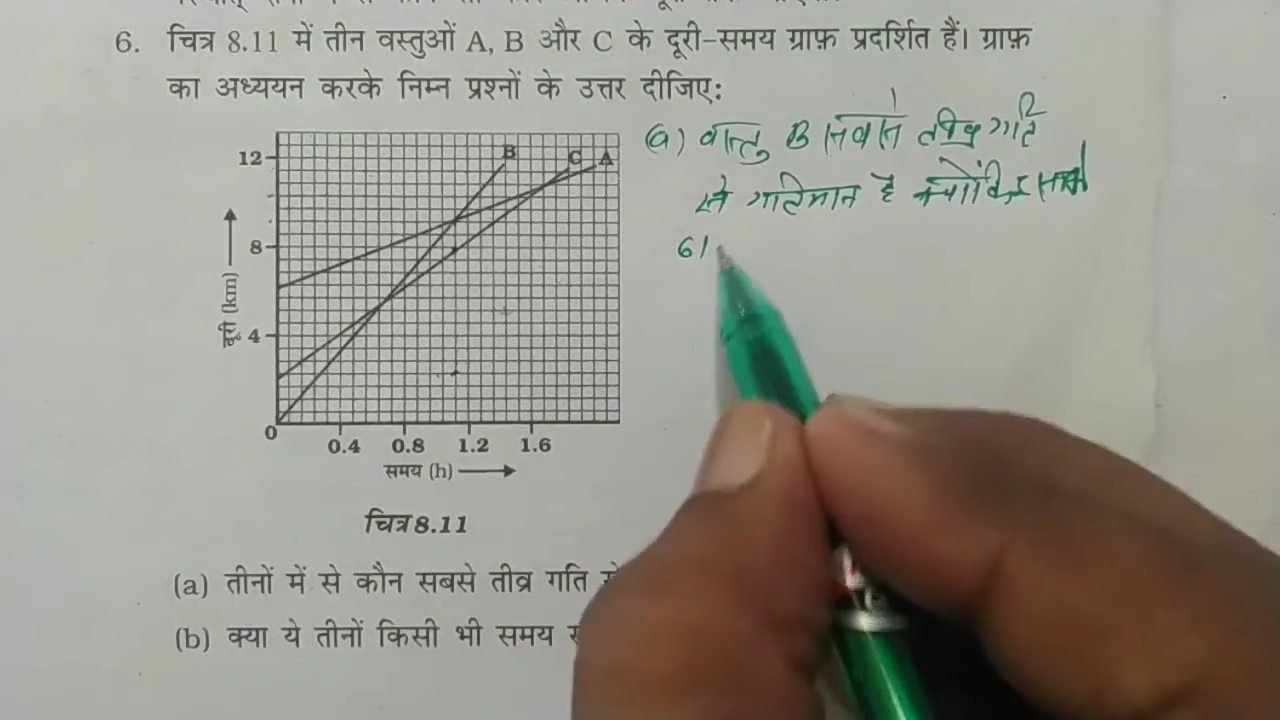 6. चित्र 8.11 में तीन वस्तुओं A, B और C के दूरी-समय ग्राफ़ प्रदर्शित हैं। ग्राफ़
का अध्ययन करके निम्न प्रश्नों के उत्तर दीजिए:
(a) वस्तु B सबसे तीव्र गति
से गतिमान है क्योंकि इसका
B C A
12
8
4
दूरी (km)
0 0.4 0.8 1.2 1.6
समय (h)
चित्र 8.11
(a) तीनों में से कौन सबसे तीव्र गति
(b) क्या ये तीनों किसी भी समय